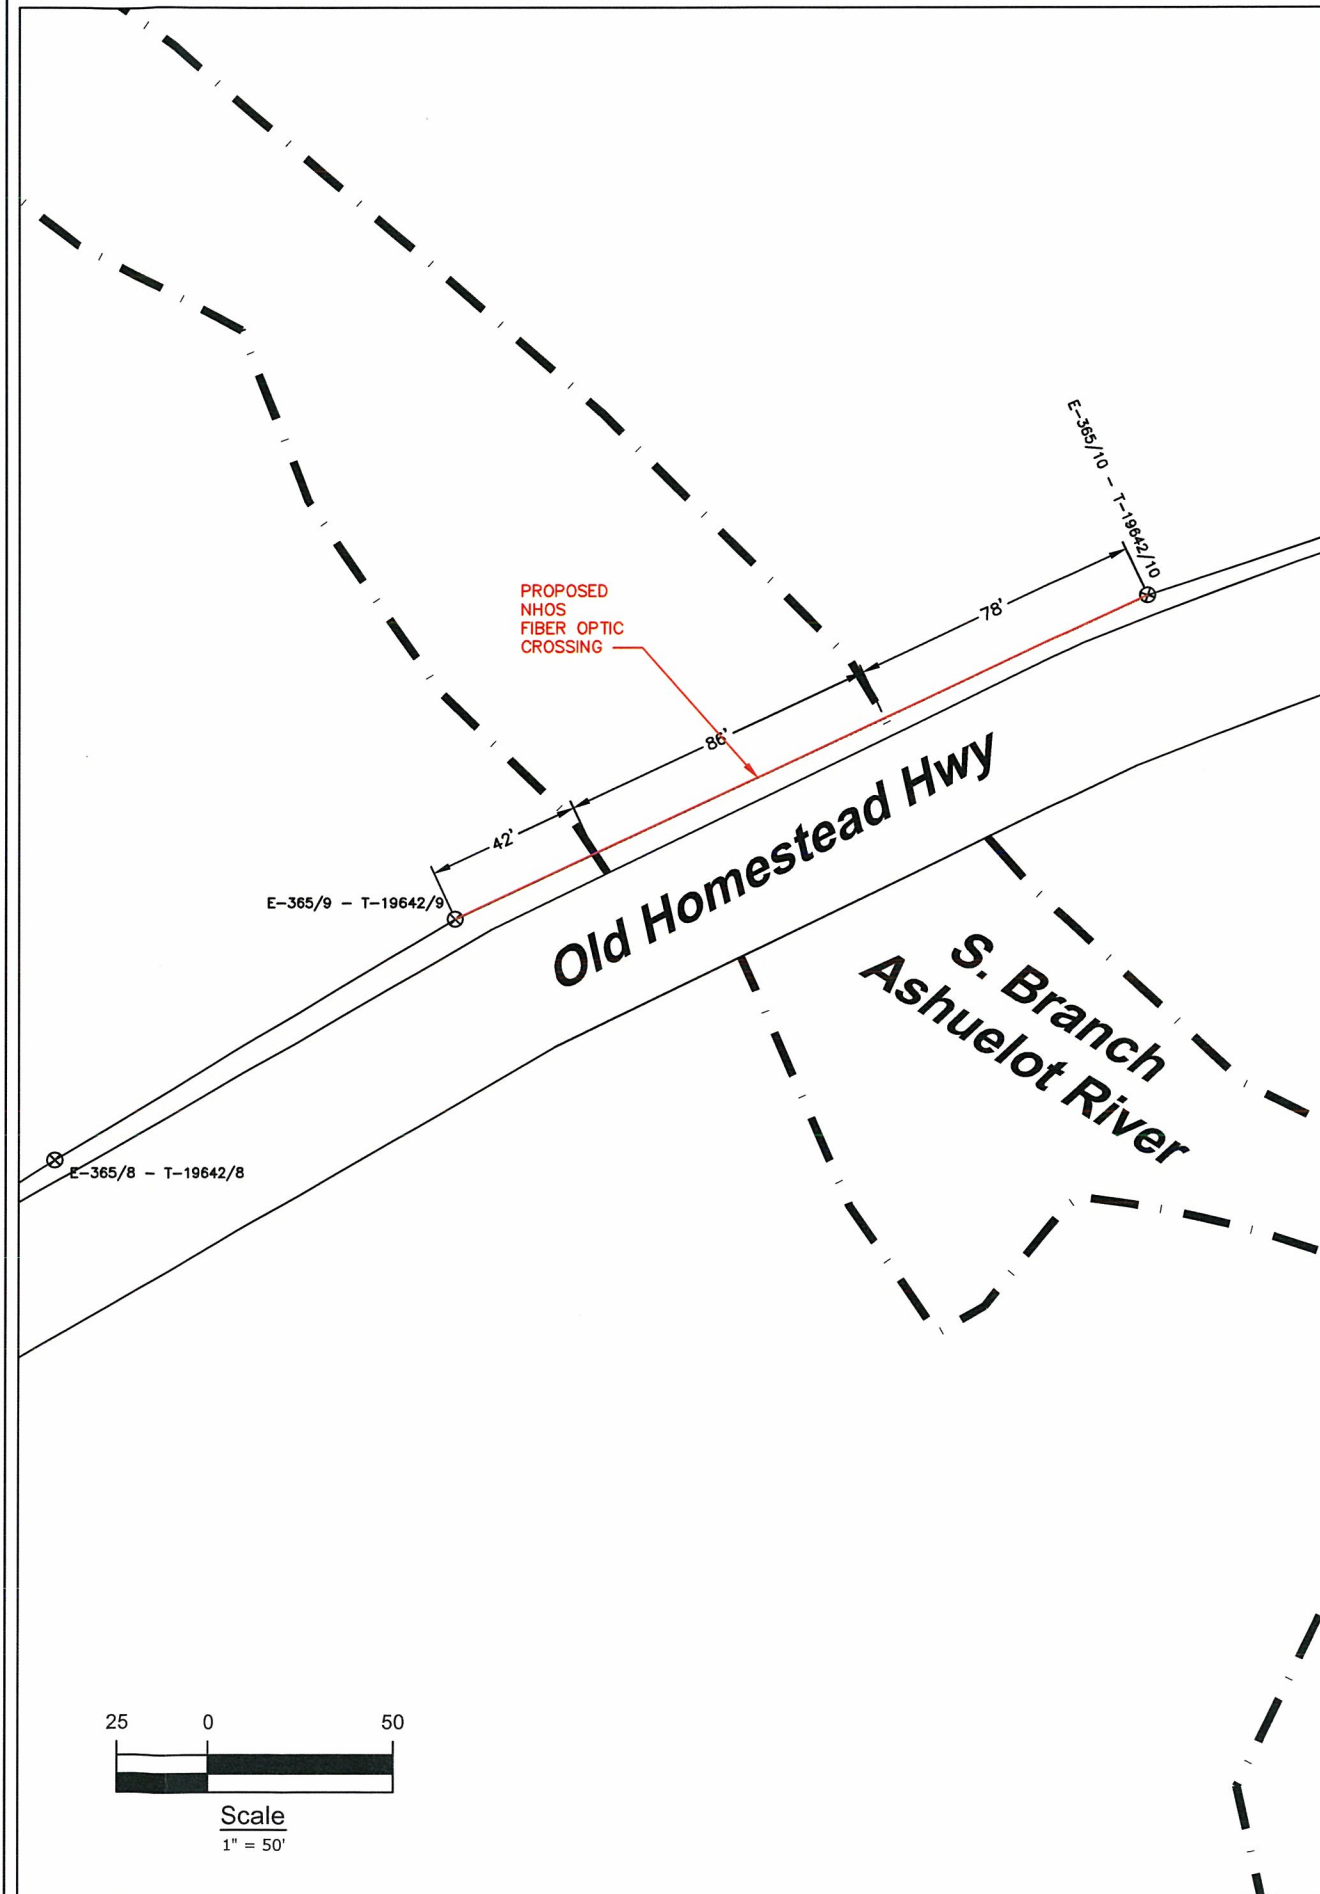 E-365/10 - T-19642/10
PROPOSED
NHOS
FIBER OPTIC
CROSSING
78'
86'
42'
E-365/9 - T-19642/9
Old Homestead Hwy
S. Branch
Ashuelot River
E-365/8 - T-19642/8
25 0 50
Scale
1" = 50'